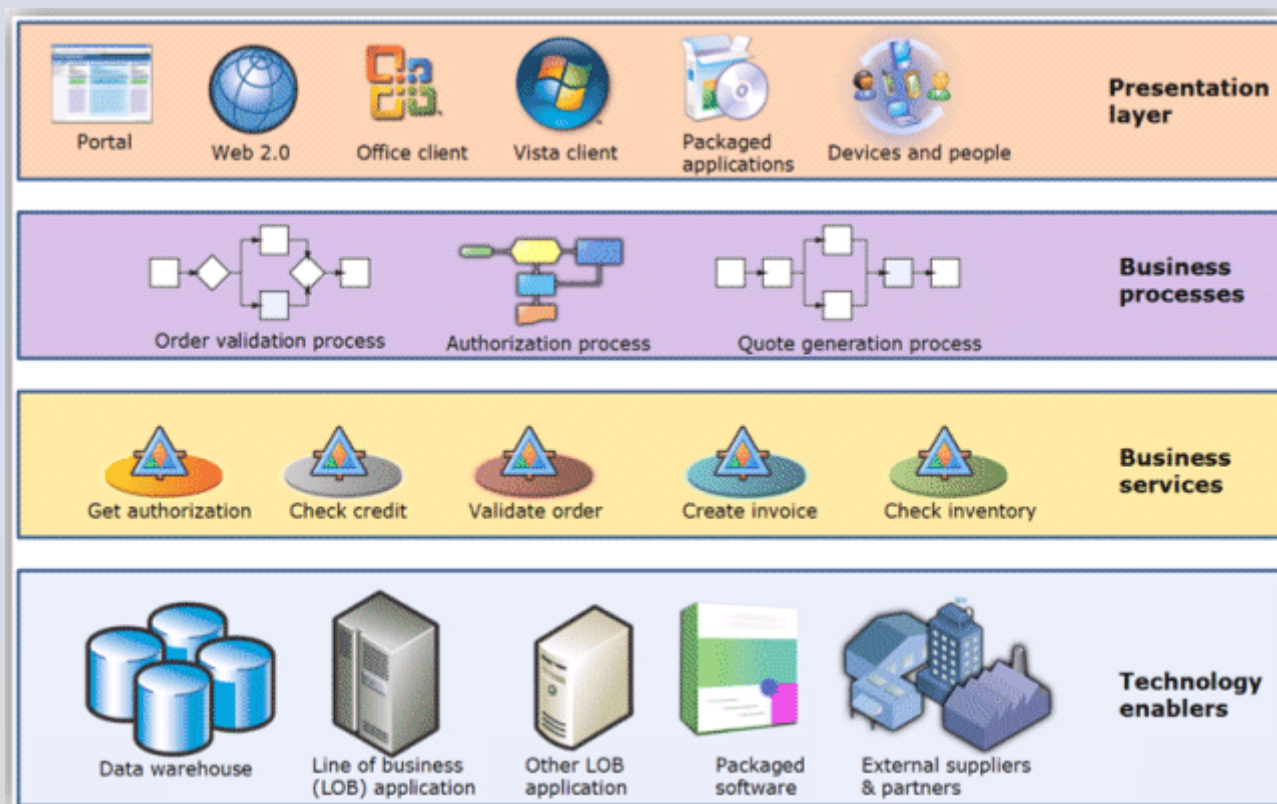 Portal
Web 2.0
Office client
Vista client
Packaged
applications
Devices and people
Presentation
layer
Order validation process
Authorization process
Quote generation process
Business
processes
Get authorization
Check credit
Validate order
Create invoice
Check inventory
Business
services
Data warehouse
Line of business
(LOB) application
Other LOB
application
Packaged
software
External suppliers
& partners
Technology
enablers